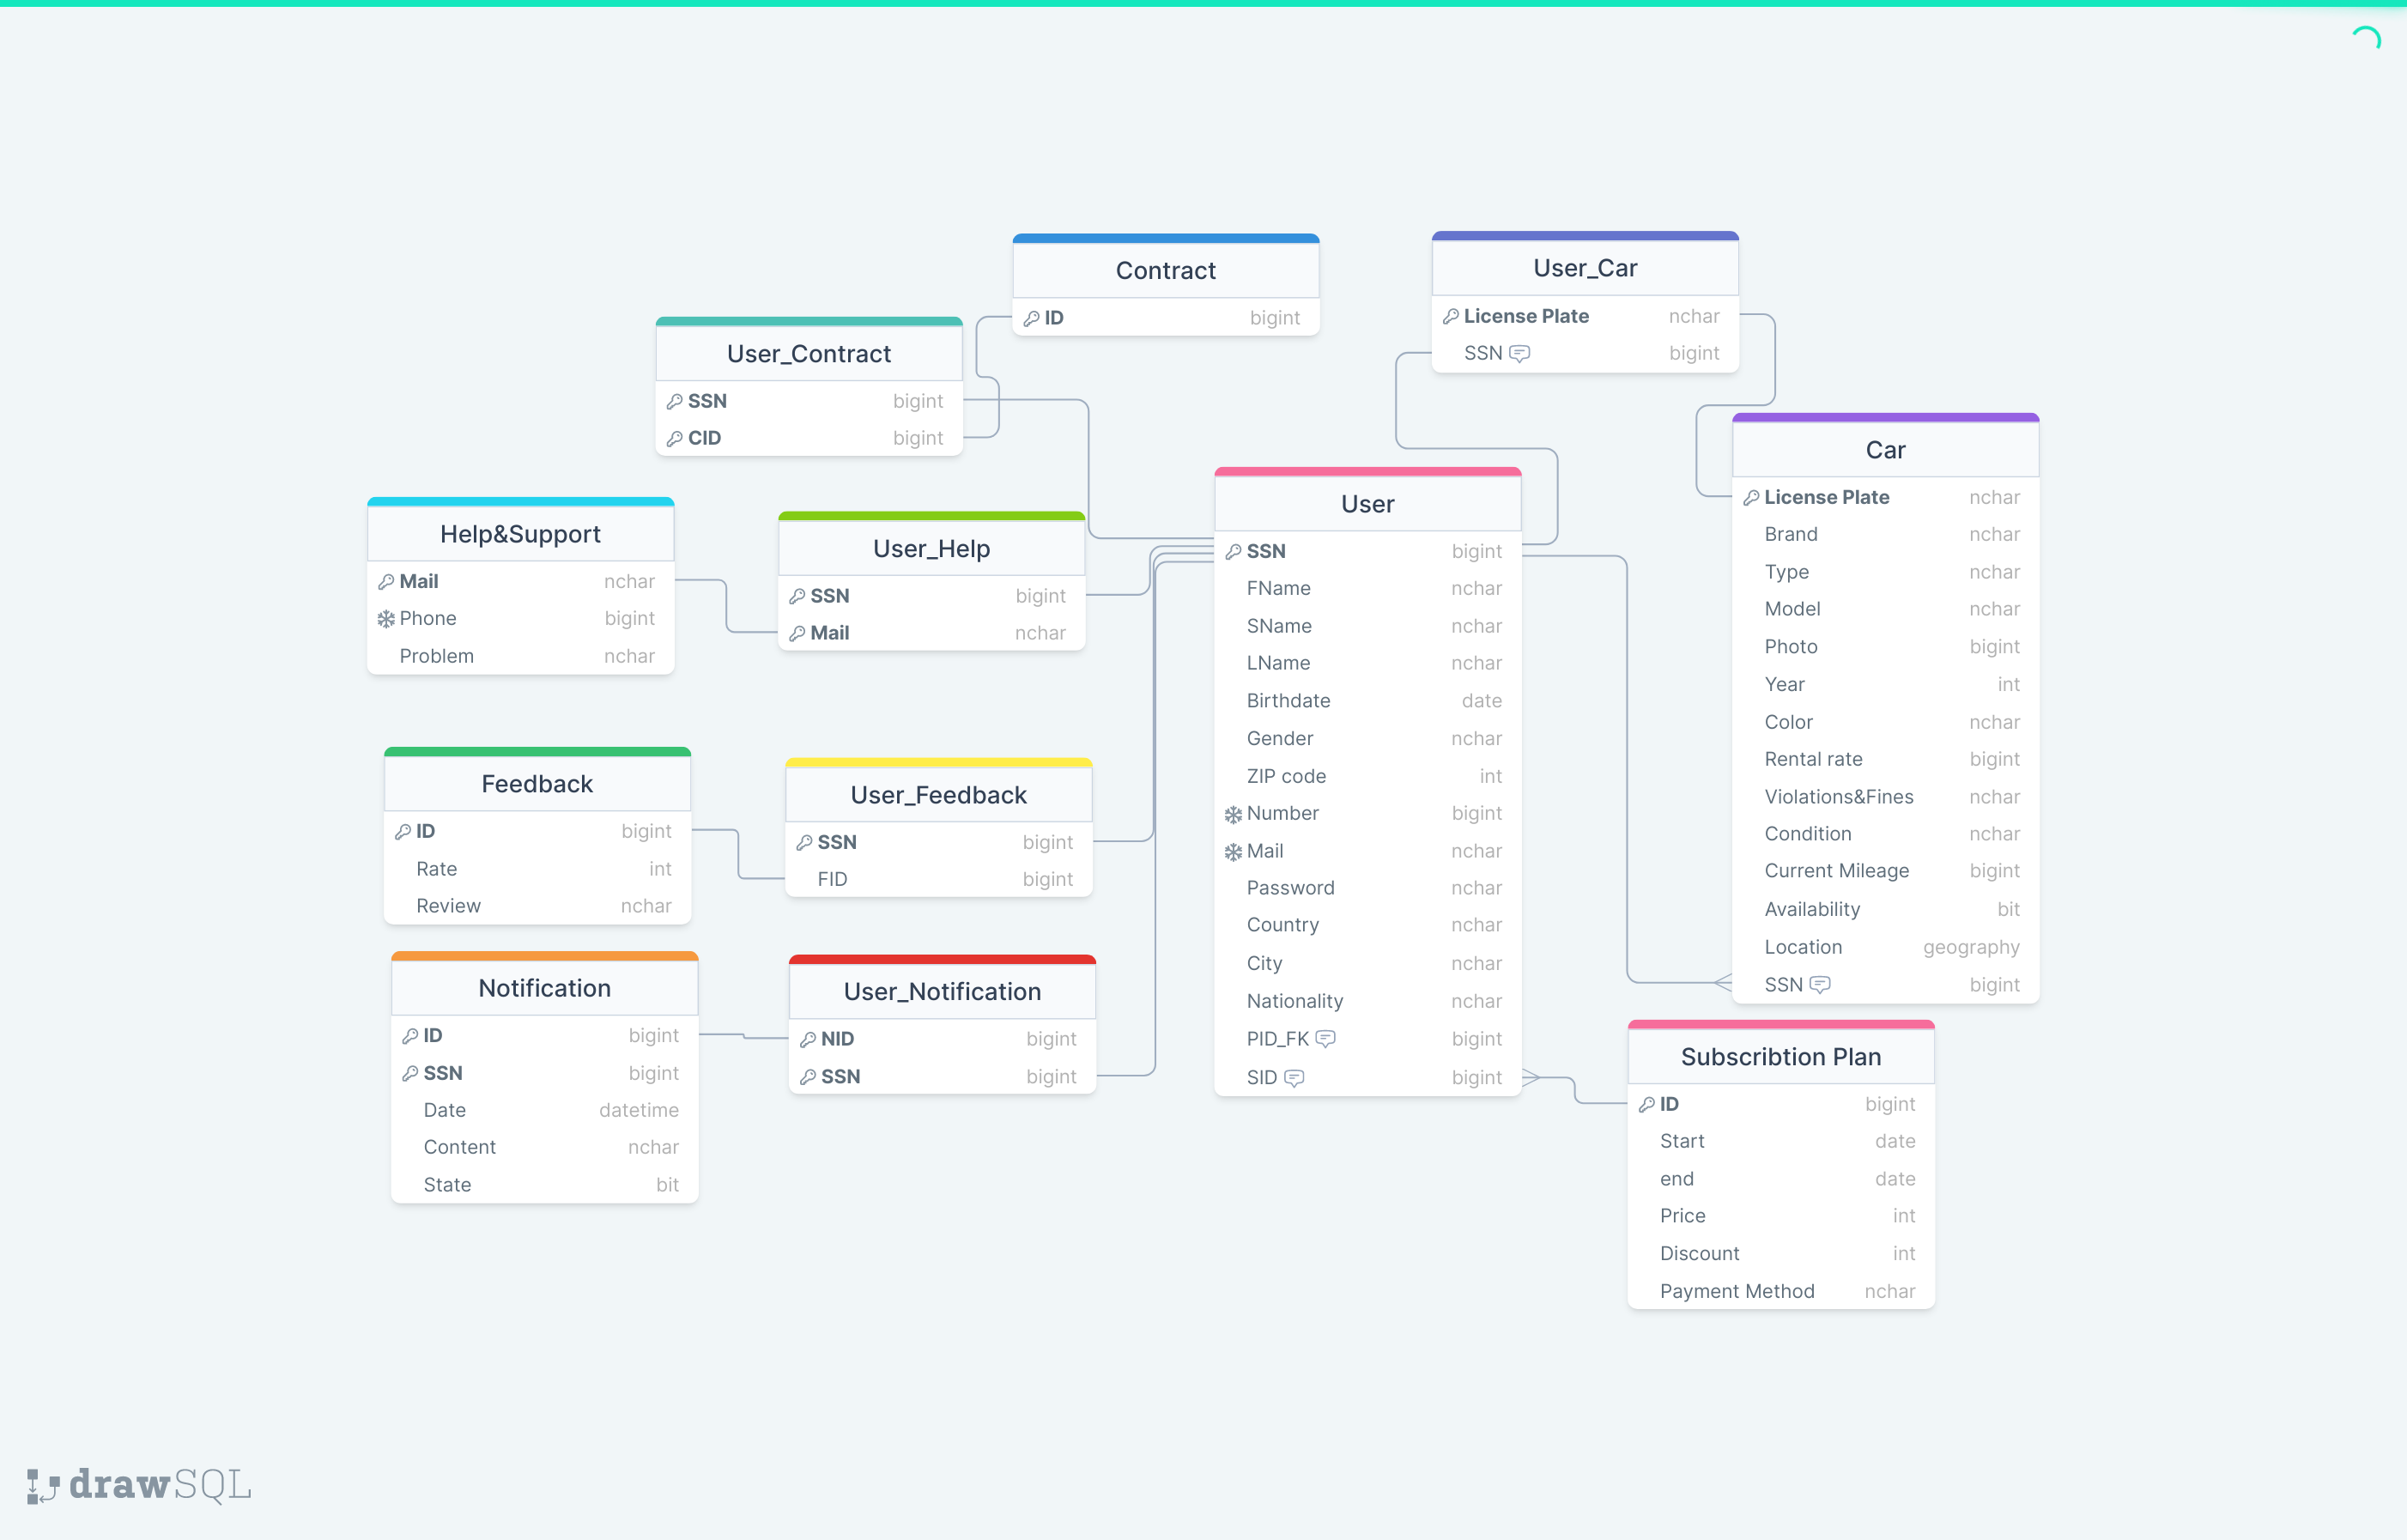 Contract
ID bigint
User_Car
License Plate nchar
SSN bigint
User_Contract
SSN bigint
CID bigint
Car
License Plate nchar
Brand nchar
Type nchar
Model nchar
Photo bigint
Year int
Color nchar
Rental rate bigint
Violations&Fines nchar
Condition nchar
Current Mileage bigint
Availability bit
Location geography
SSN bigint
User
SSN bigint
FName nchar
SName nchar
LName nchar
Birthdate date
Gender nchar
ZIP code int
Number bigint
Mail nchar
Password nchar
Country nchar
City nchar
Nationality nchar
PID_FK bigint
SID bigint
Help&Support
Mail nchar
Phone bigint
Problem nchar
User_Help
SSN bigint
Mail nchar
Feedback
ID bigint
Rate int
Review nchar
User_Feedback
SSN bigint
FID bigint
Notification
ID bigint
SSN bigint
Date datetime
Content nchar
State bit
User_Notification
NID bigint
SSN bigint
Subscribtion Plan
ID bigint
Start date
end date
Price int
Discount int
Payment Method nchar
drawSQL